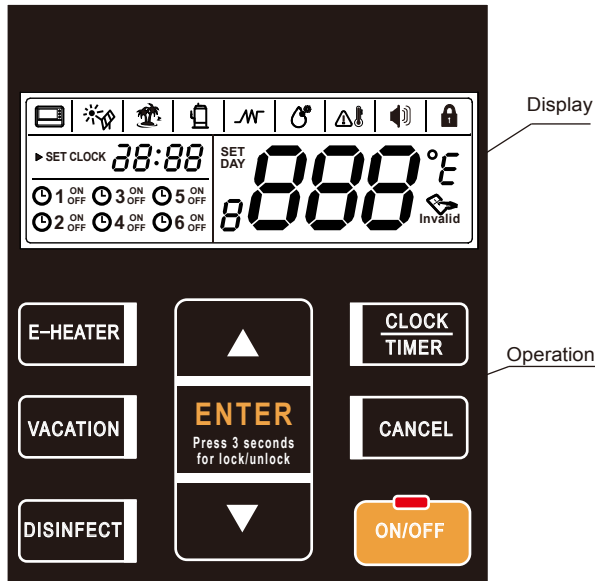 Display
SET CLOCK 28:88
SET
DAY
8
888
°E
Invalid
1 ON OFF 3 ON OFF 5 ON OFF
2 ON OFF 4 ON OFF 6 ON OFF
E-HEATER
CLOCK
TIMER
Operation
VACATION
ENTER
Press 3 seconds
for lock/unlock
CANCEL
DISINFECT
ON/OFF